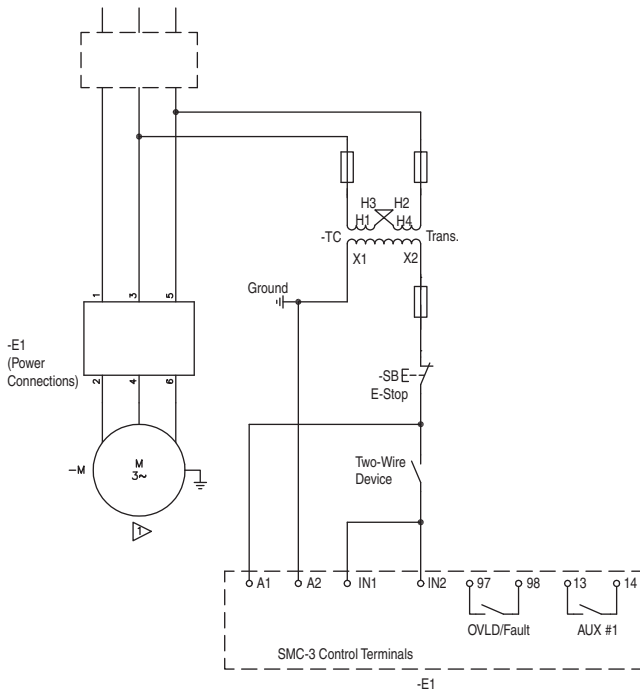 H3 H2
H1 H4
-TC
Trans.
X1 X2
Ground
1 3 5
-E1
(Power
Connections)
2 4 6
-SB
E-Stop
M
3~
-M
1
Two-Wire
Device
A1 A2 IN1 IN2 97 98 13 14
OVLD/Fault AUX #1
SMC-3 Control Terminals
-E1